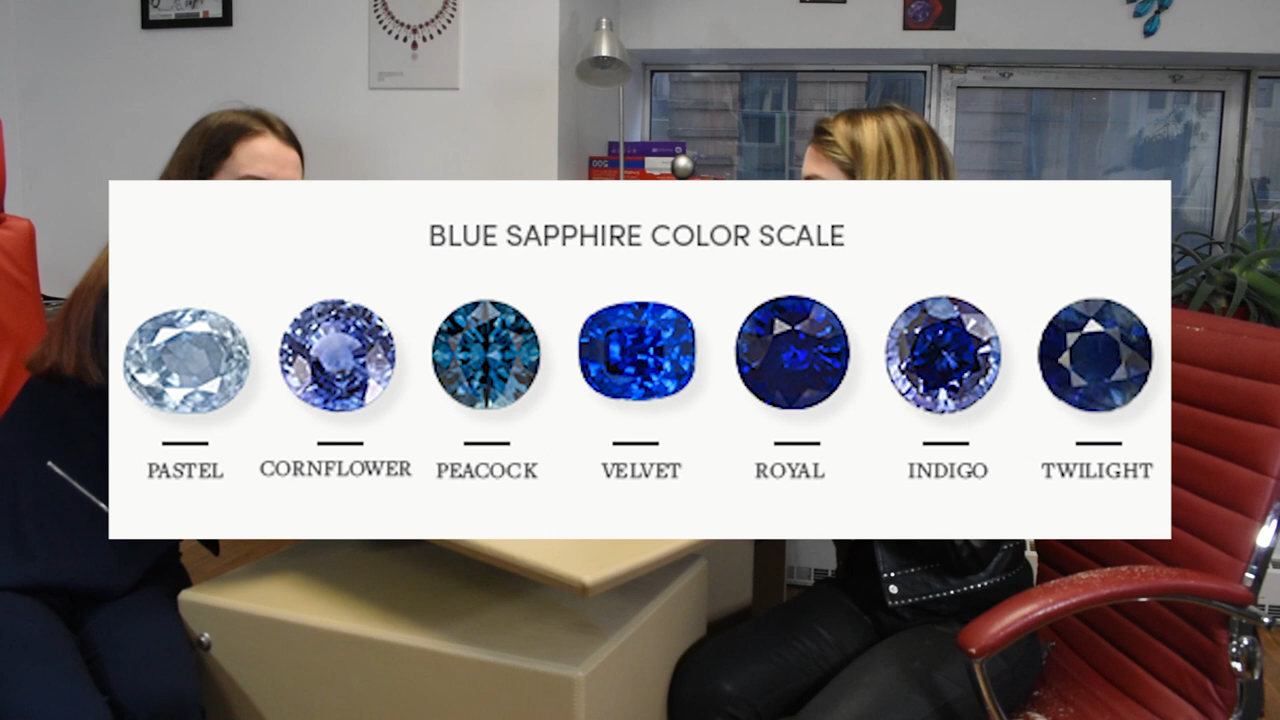 BLUE SAPPHIRE COLOR SCALE
PASTEL
CORNFLOWER
PEACOCK
VELVET
ROYAL
INDIGO
TWILIGHT